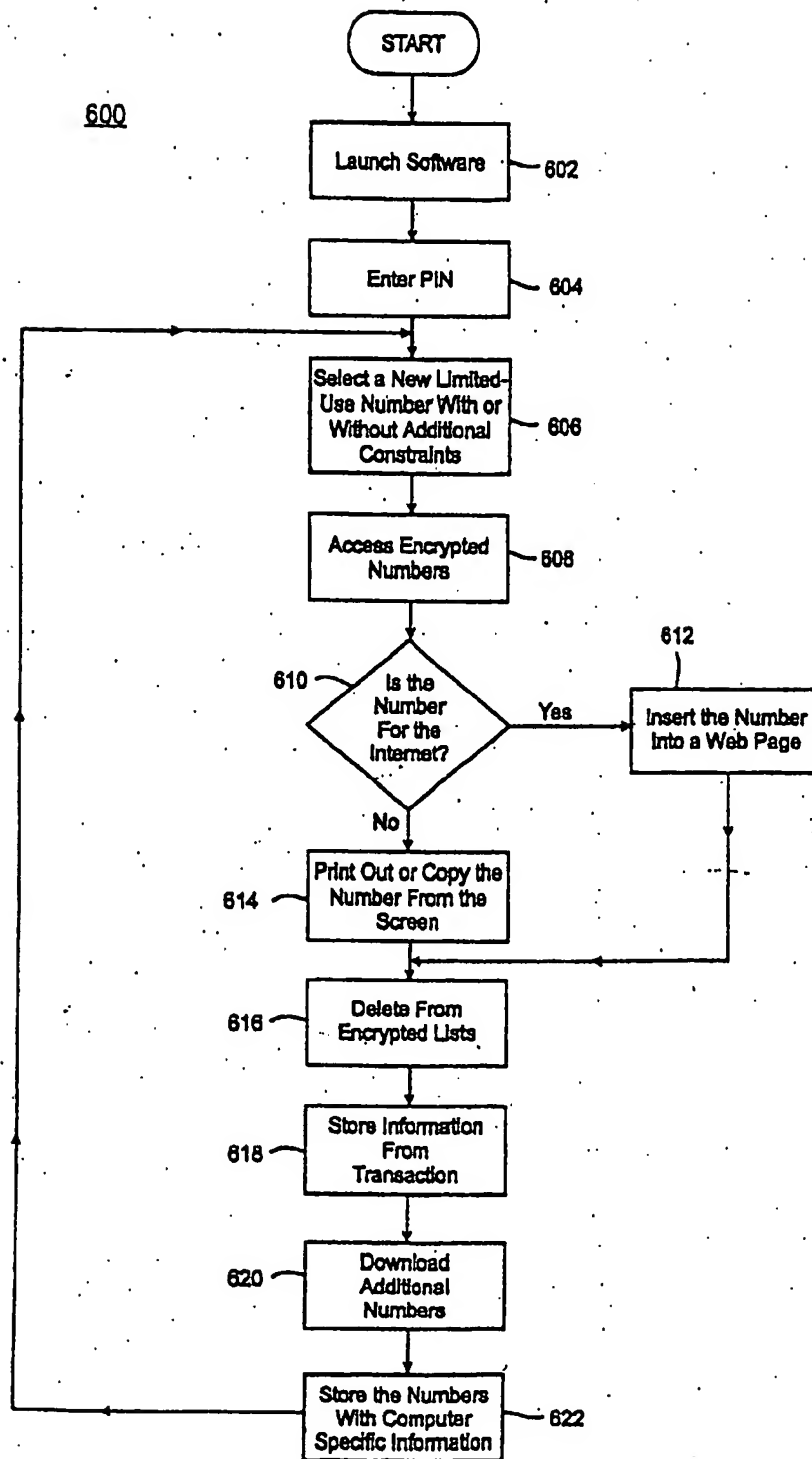 START
600
Launch Software
602
Enter PIN
604
Select a New Limited-
Use Number With or
Without Additional
Constraints
606
Access Encrypted
Numbers
608
610
Is the
Number
For the
Internet?
Yes
612
Insert the Number
Into a Web Page
No
614
Print Out or Copy the
Number From the
Screen
616
Delete From
Encrypted Lists
618
Store Information
From
Transaction
620
Download
Additional
Numbers
Store the Numbers
With Computer
Specific Information
622